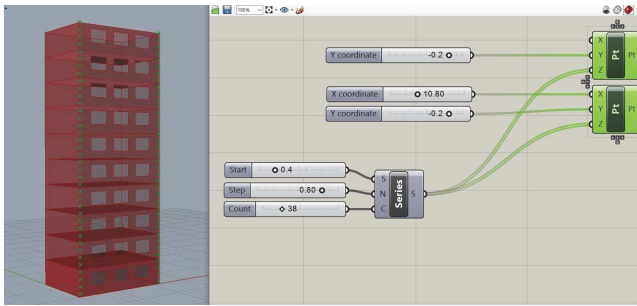 195%
Y coordinate -0.2
X Y Z Pt Pt
X coordinate 10.80
Y coordinate -0.2
X Y Z Pt Pt
Start 0.4
Step 0.80
Count 38
S N C Series S